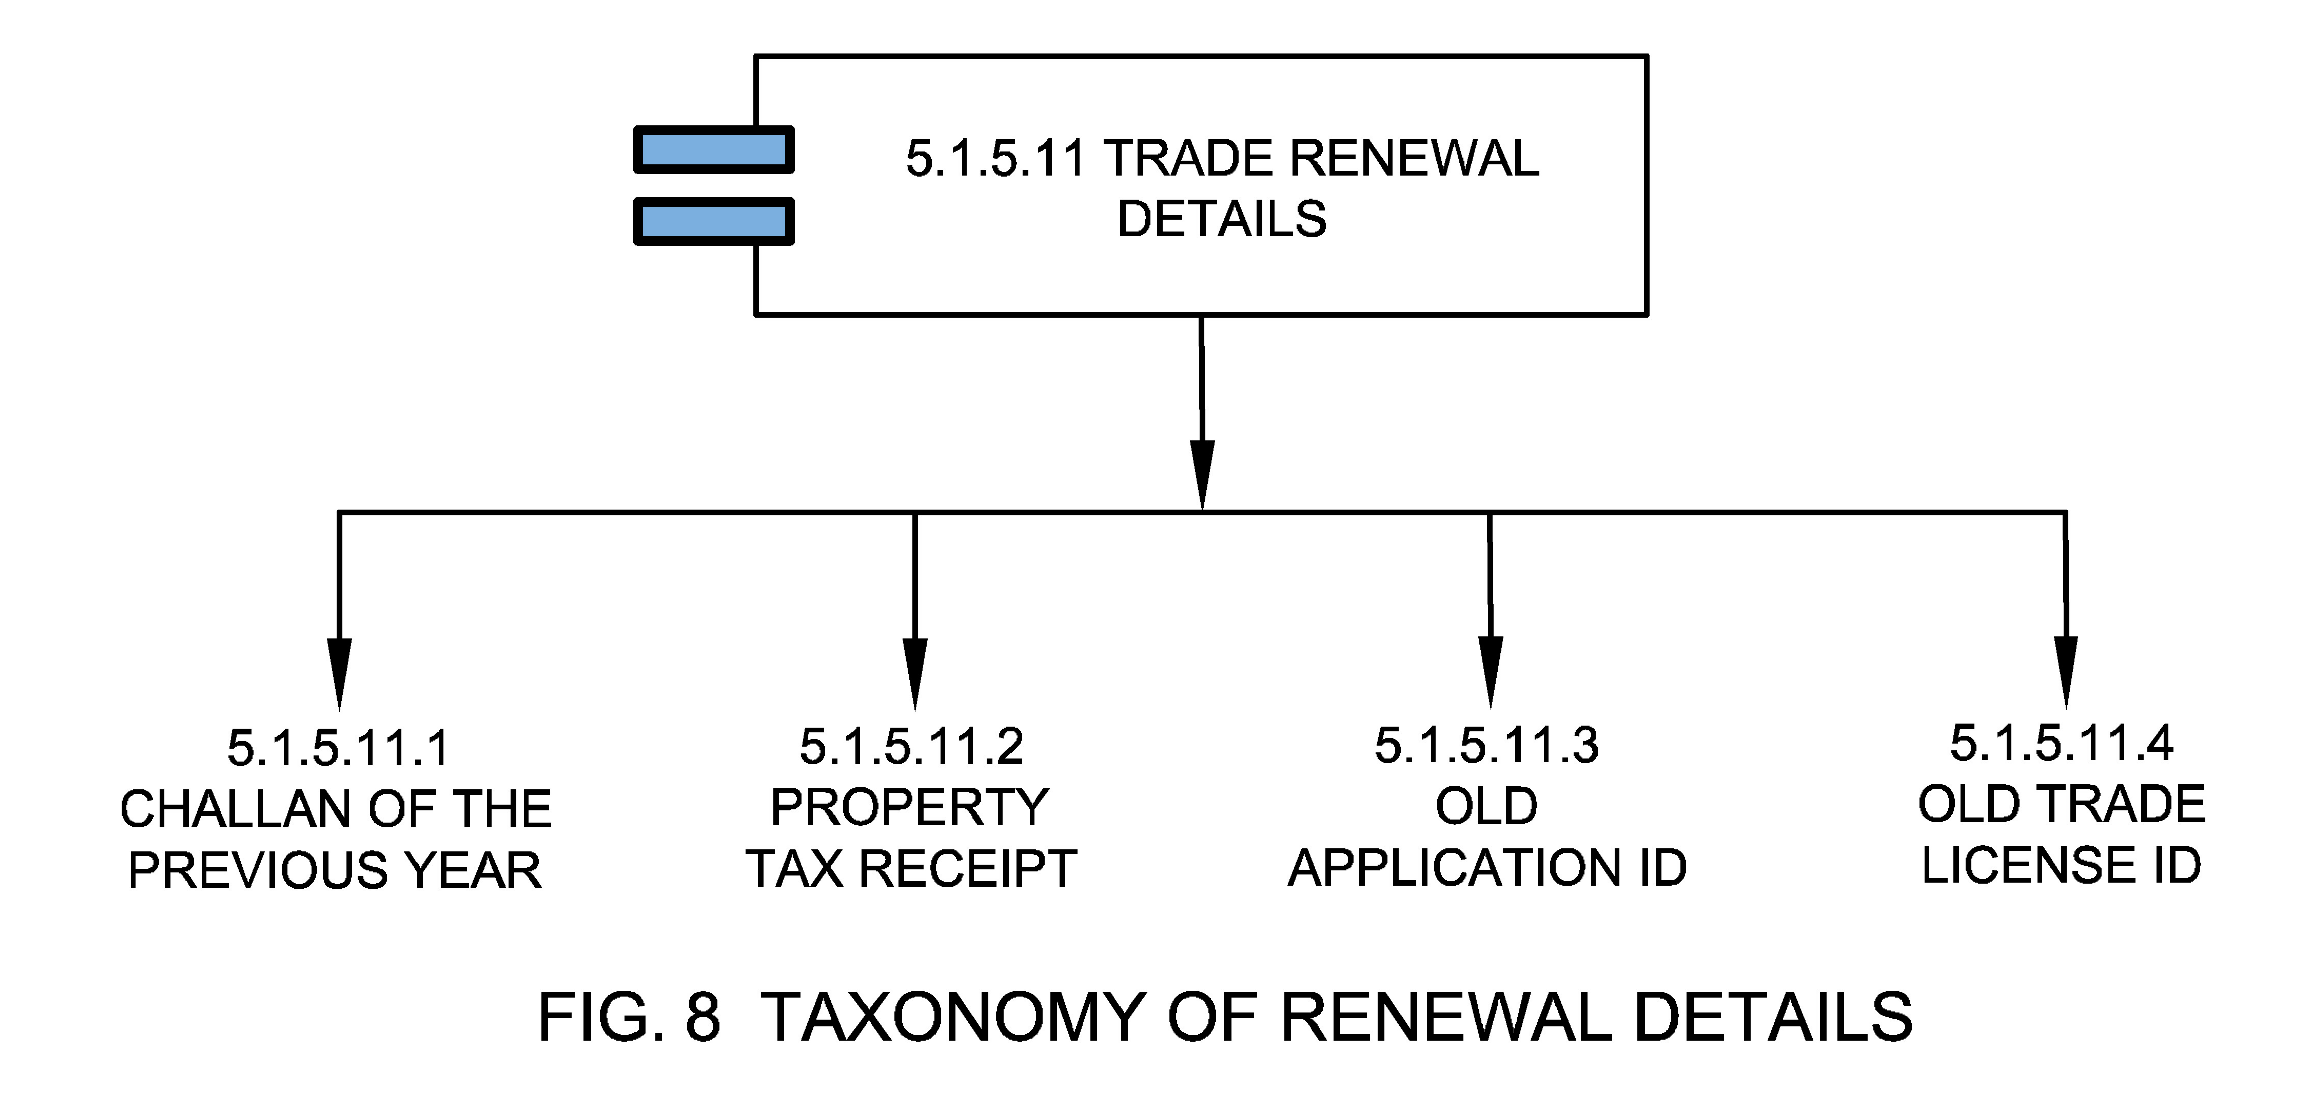 5.1.5.11 TRADE RENEWAL
DETAILS
5.1.5.11.1
CHALLAN OF THE
PREVIOUS YEAR
5.1.5.11.2
PROPERTY
TAX RECEIPT
5.1.5.11.3
OLD
APPLICATION ID
5.1.5.11.4
OLD TRADE
LICENSE ID
FIG. 8 TAXONOMY OF RENEWAL DETAILS